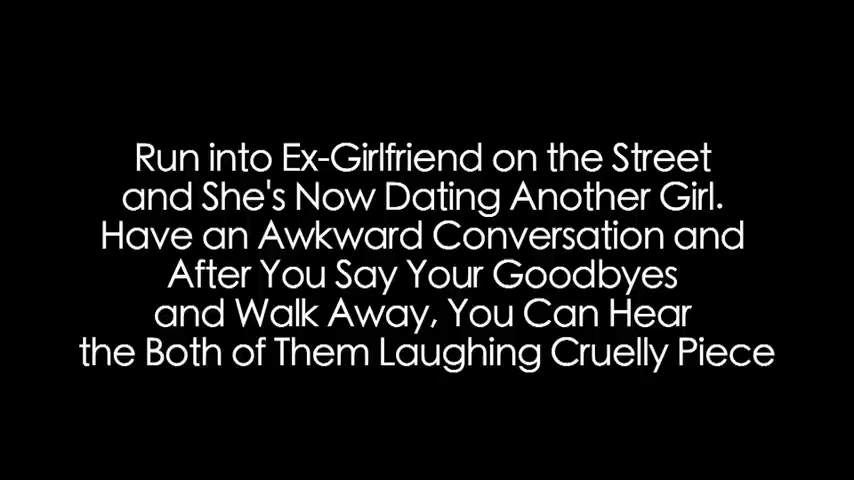 Run into Ex-Girlfriend on the Street
and She's Now Dating Another Girl.
Have an Awkward Conversation and
After You Say Your Goodbyes
and Walk Away, You Can Hear
the Both of Them Laughing Cruelly Piece